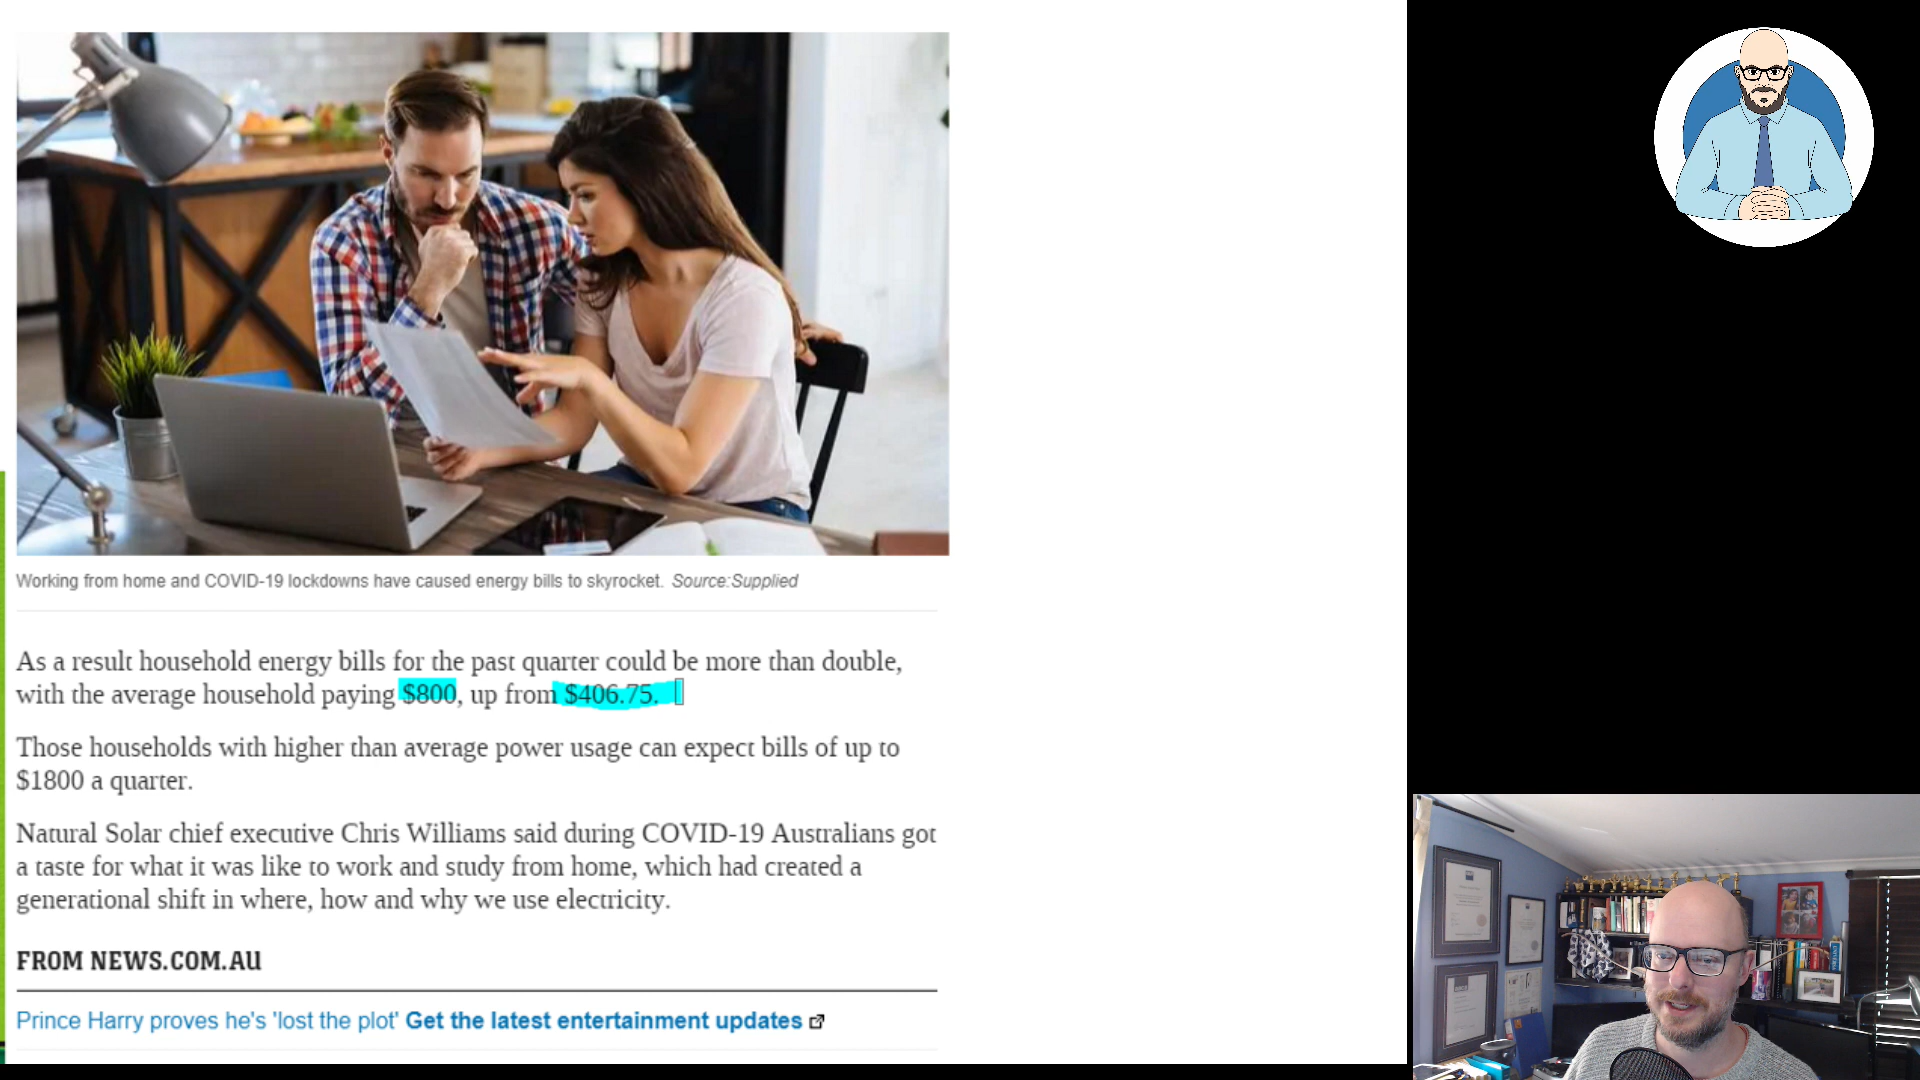 Working from home and COVID-19 lockdowns have caused energy bills to skyrocket. Source:Supplied
As a result household energy bills for the past quarter could be more than double,
with the average household paying $800, up from $406.75.
Those households with higher than average power usage can expect bills of up to
$1800 a quarter.
Natural Solar chief executive Chris Williams said during COVID-19 Australians got
a taste for what it was like to work and study from home, which had created a
generational shift in where, how and why we use electricity.
FROM NEWS.COM.AU
Prince Harry proves he's 'lost the plot' Get the latest entertainment updates